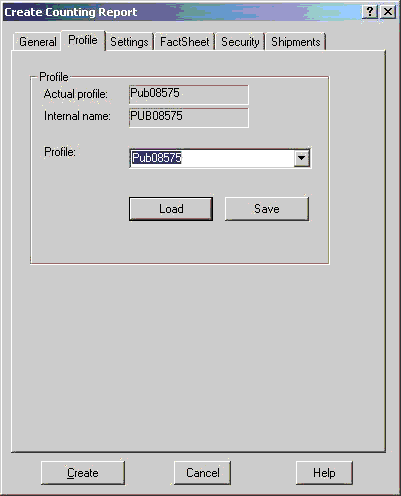 Create Counting Report
General Profile Settings FactSheet Security Shipments
Profile
Actual profile: Pub08575
Internal name: PUB08575
Profile: Pub08575
Load Save
Create Cancel Help